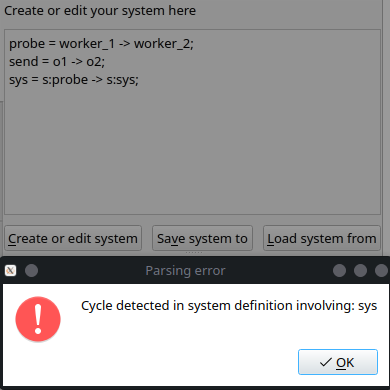 Create or edit your system here
probe = worker_1 -> worker_2;
send = o1 -> o2;
sys = s:probe -> s:sys;
Create or edit system
Save system to
Load system from
Parsing error
Cycle detected in system definition involving: sys
OK